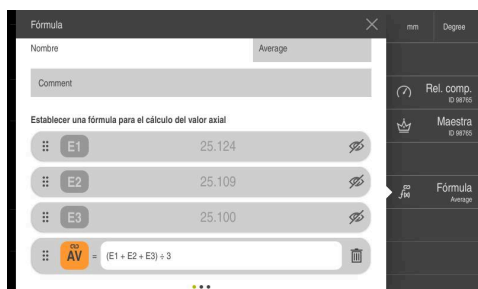 Fórmula
mm
Degree
Nombre
Average
Comment
Rel. comp.
ID 98765
Establecer una fórmula para el cálculo del valor axial
Maestra
ID 98765
E1
25.124
E2
25.109
f(x)
Fórmula
Average
E3
25.100
AV
=
(E1 + E2 + E3) ÷ 3